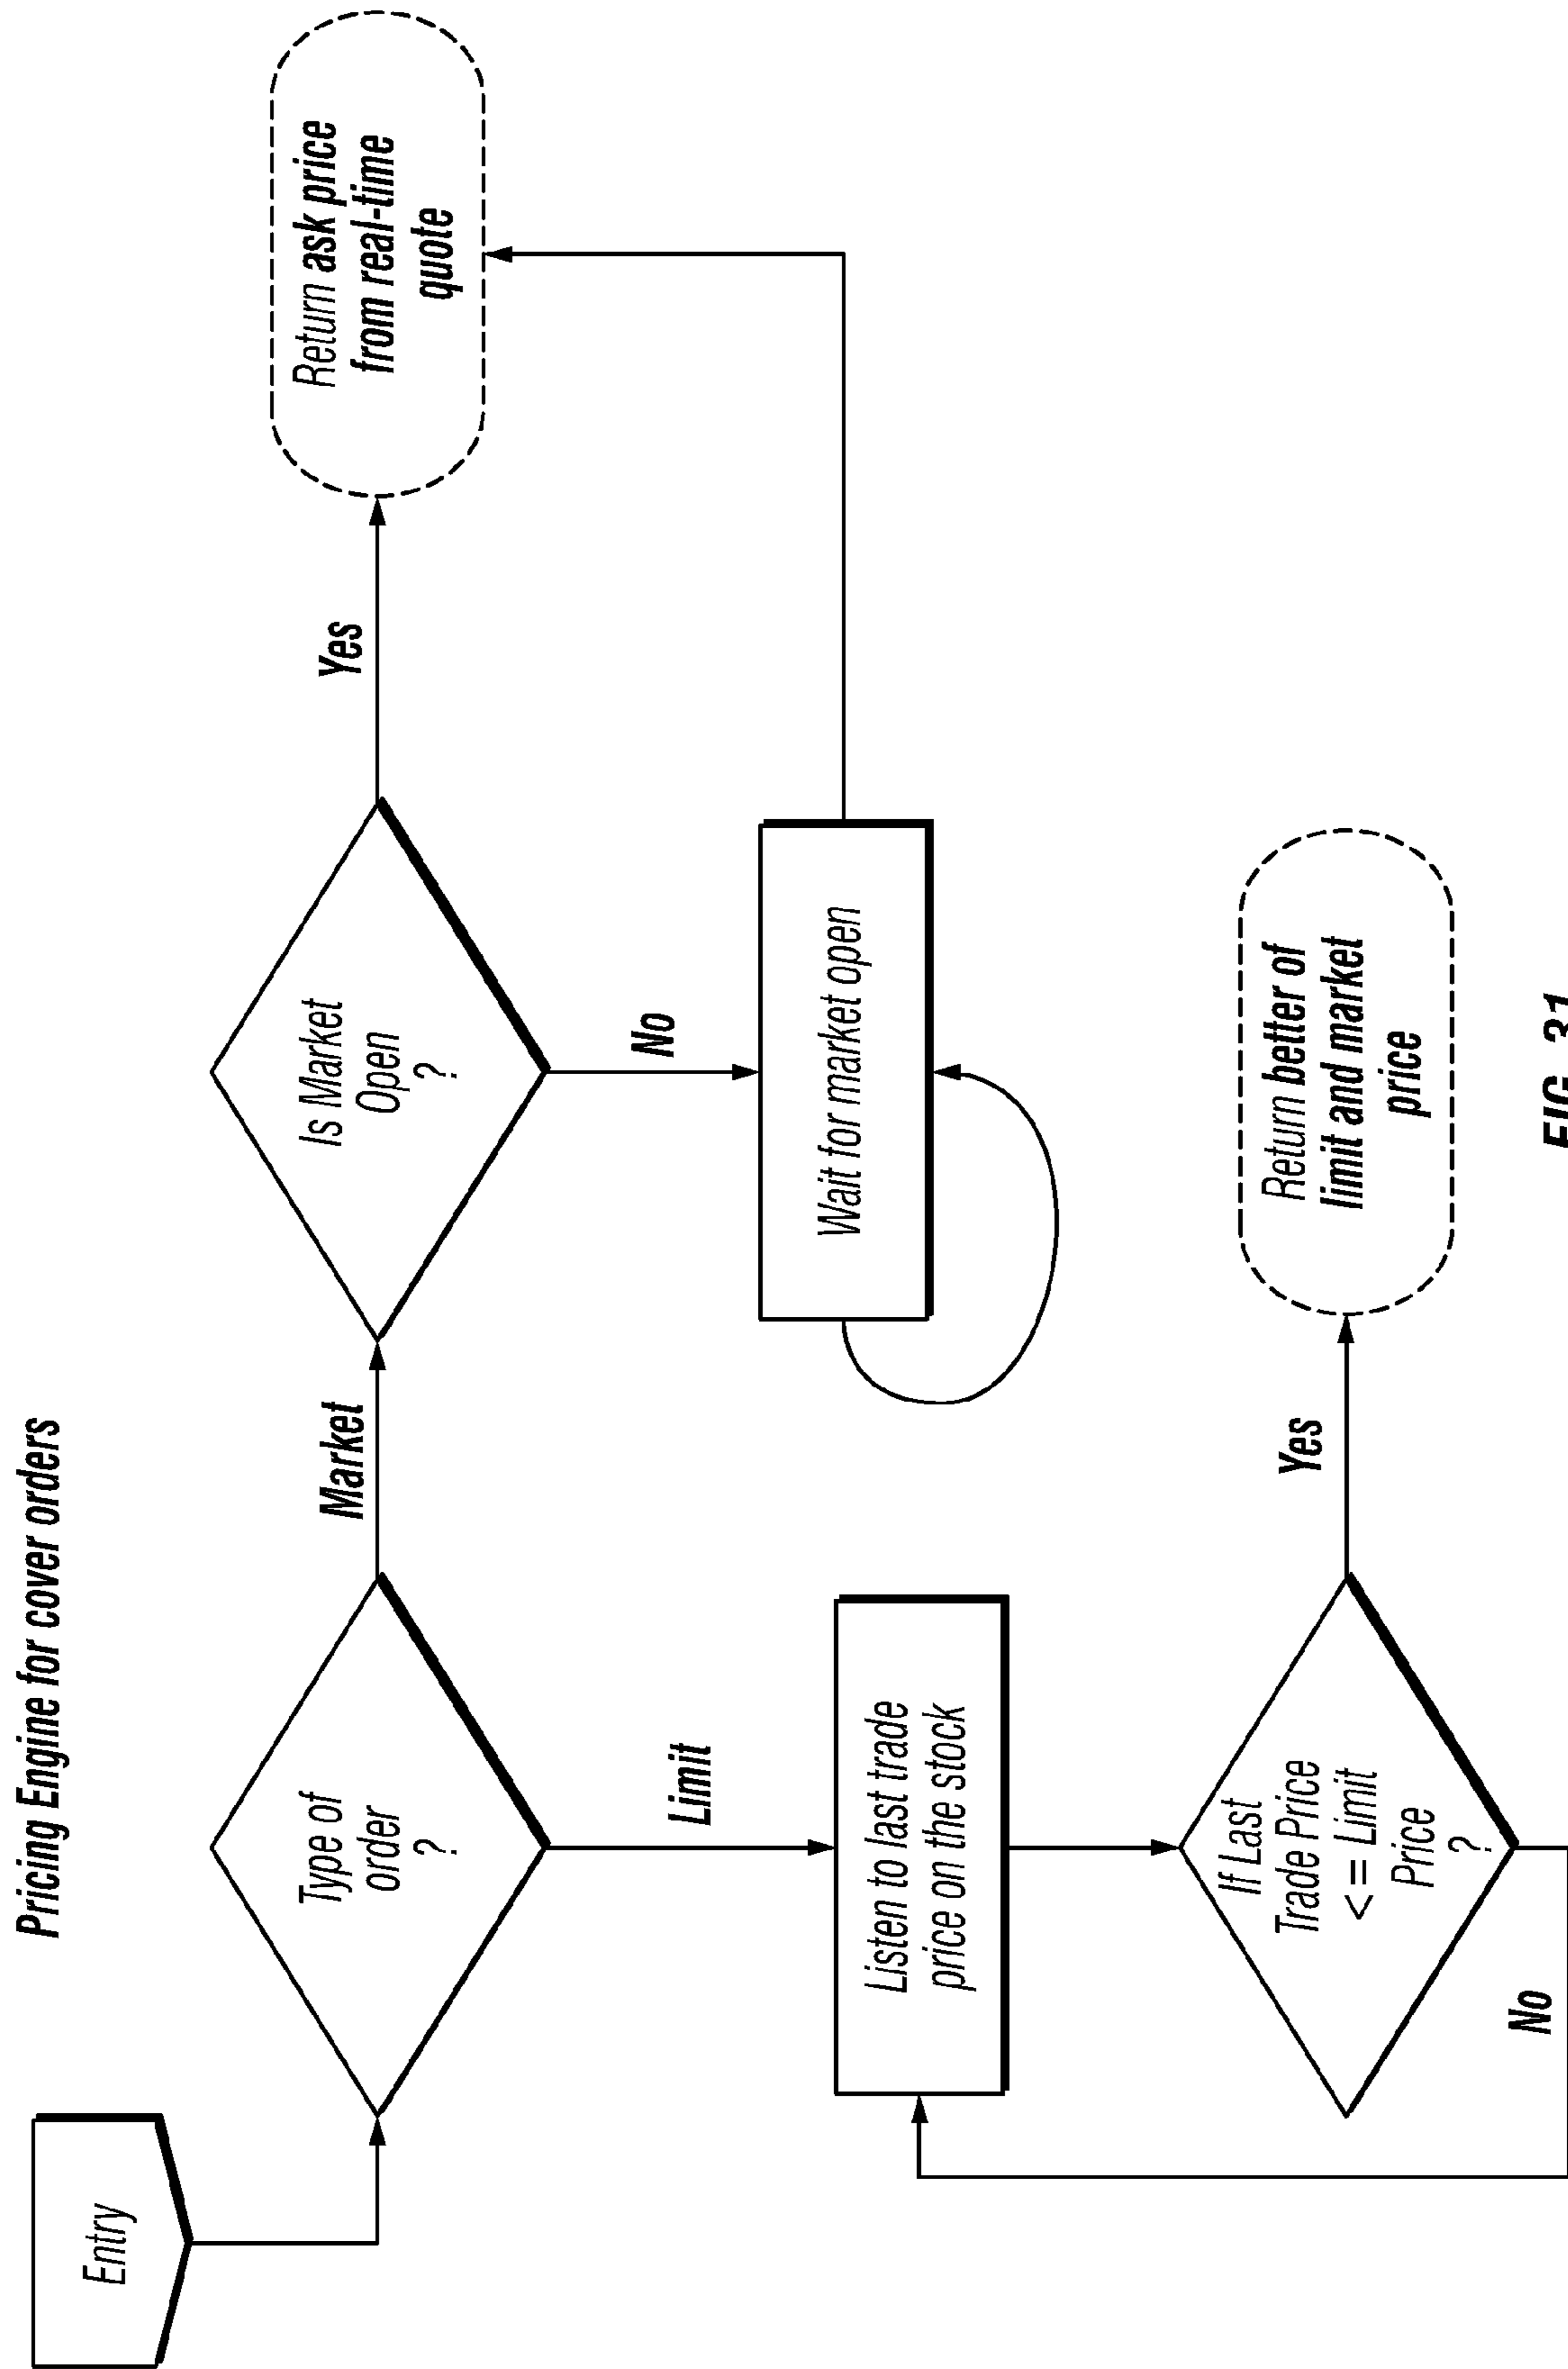 Pricing Engine for cover orders
Entry
Type of
order
?
Market
Is Market
Open
?
Yes
Return ask price
from real-time
quote
No
Wait for market open
Limit
Listen to last trade
price on the stock
If Last
Trade Price
<= Limit
Price
?
Yes
Return better of
limit and market
price
No
FIG. 31